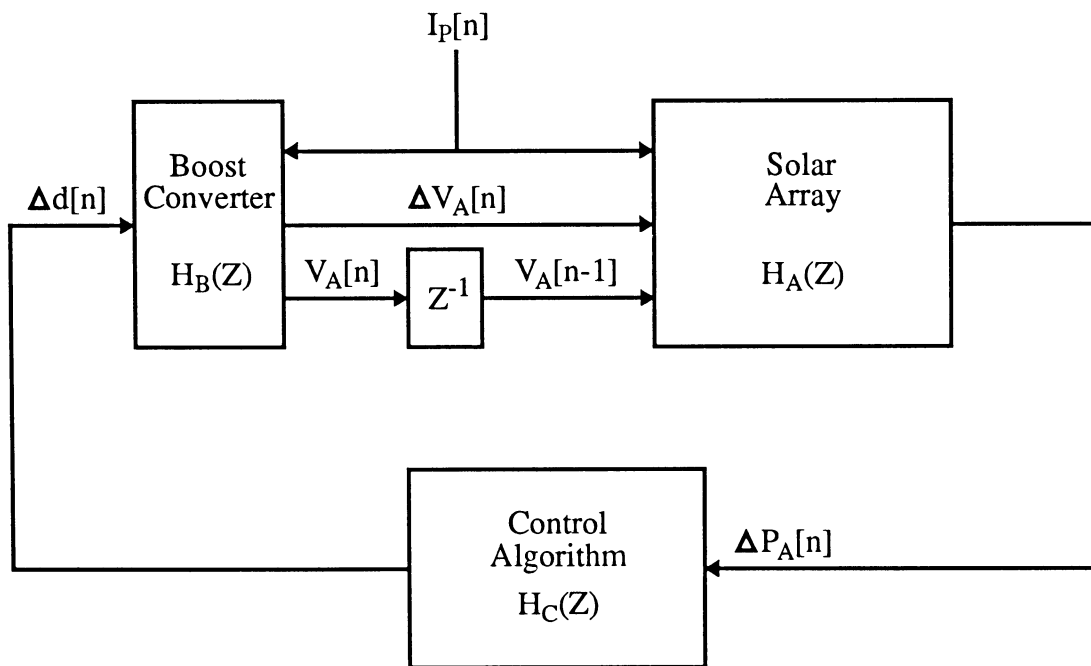 I_P[n]
Boost
Converter
H_B(Z)
Δd[n]
ΔV_A[n]
V_A[n]
Z^-1
V_A[n-1]
Solar
Array
H_A(Z)
Control
Algorithm
H_C(Z)
ΔP_A[n]